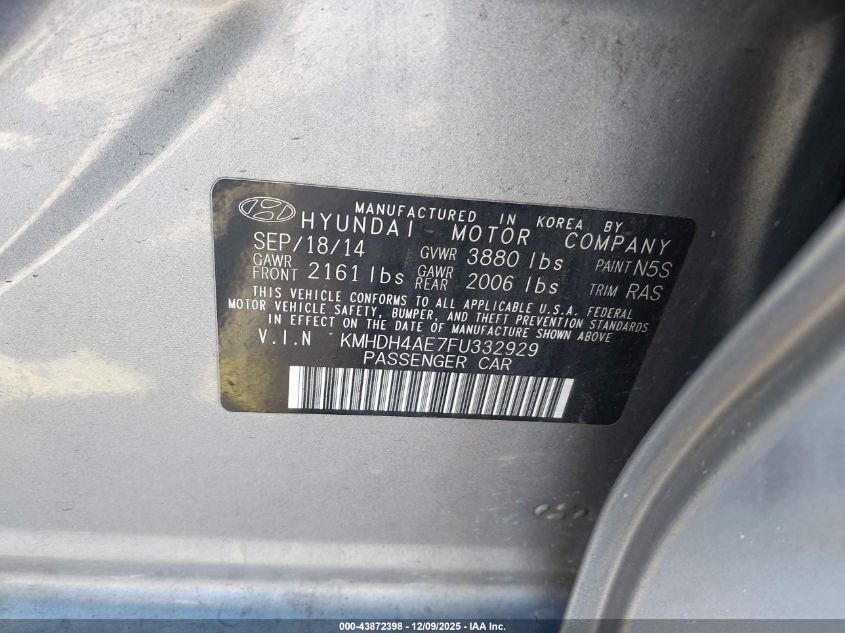 MANUFACTURED IN KOREA BY
HYUNDAI MOTOR COMPANY
SEP/18/14 GVWR 3880 lbs PAINT N5S
GAWR FRONT 2161 lbs GAWR REAR 2006 lbs TRIM RAS
THIS VEHICLE CONFORMS TO ALL APPLICABLE U.S.A. FEDERAL
MOTOR VEHICLE SAFETY, BUMPER, AND THEFT PREVENTION STANDARDS
IN EFFECT ON THE DATE OF MANUFACTURE SHOWN ABOVE
V.I.N KMHDH4AE7FU332929
PASSENGER CAR
000-43872398 - 12/09/2025 - IAA Inc.